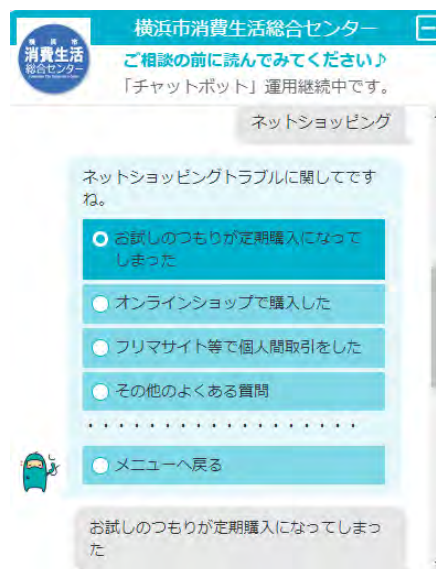 横浜市消費生活総合センター
横浜市
消費生活
総合センター
ご相談の前に読んでみてください♪
「チャットボット」運用継続中です。
ネットショッピング
ネットショッピングトラブルに関してです
ね。
お試しのつもりが定期購入になって
しまった
オンラインショップで購入した
フリマサイト等で個人間取引をした
その他のよくある質問
・・・・・・・・・・・・・・・・・・
メニューへ戻る
お試しのつもりが定期購入になってしまっ
た